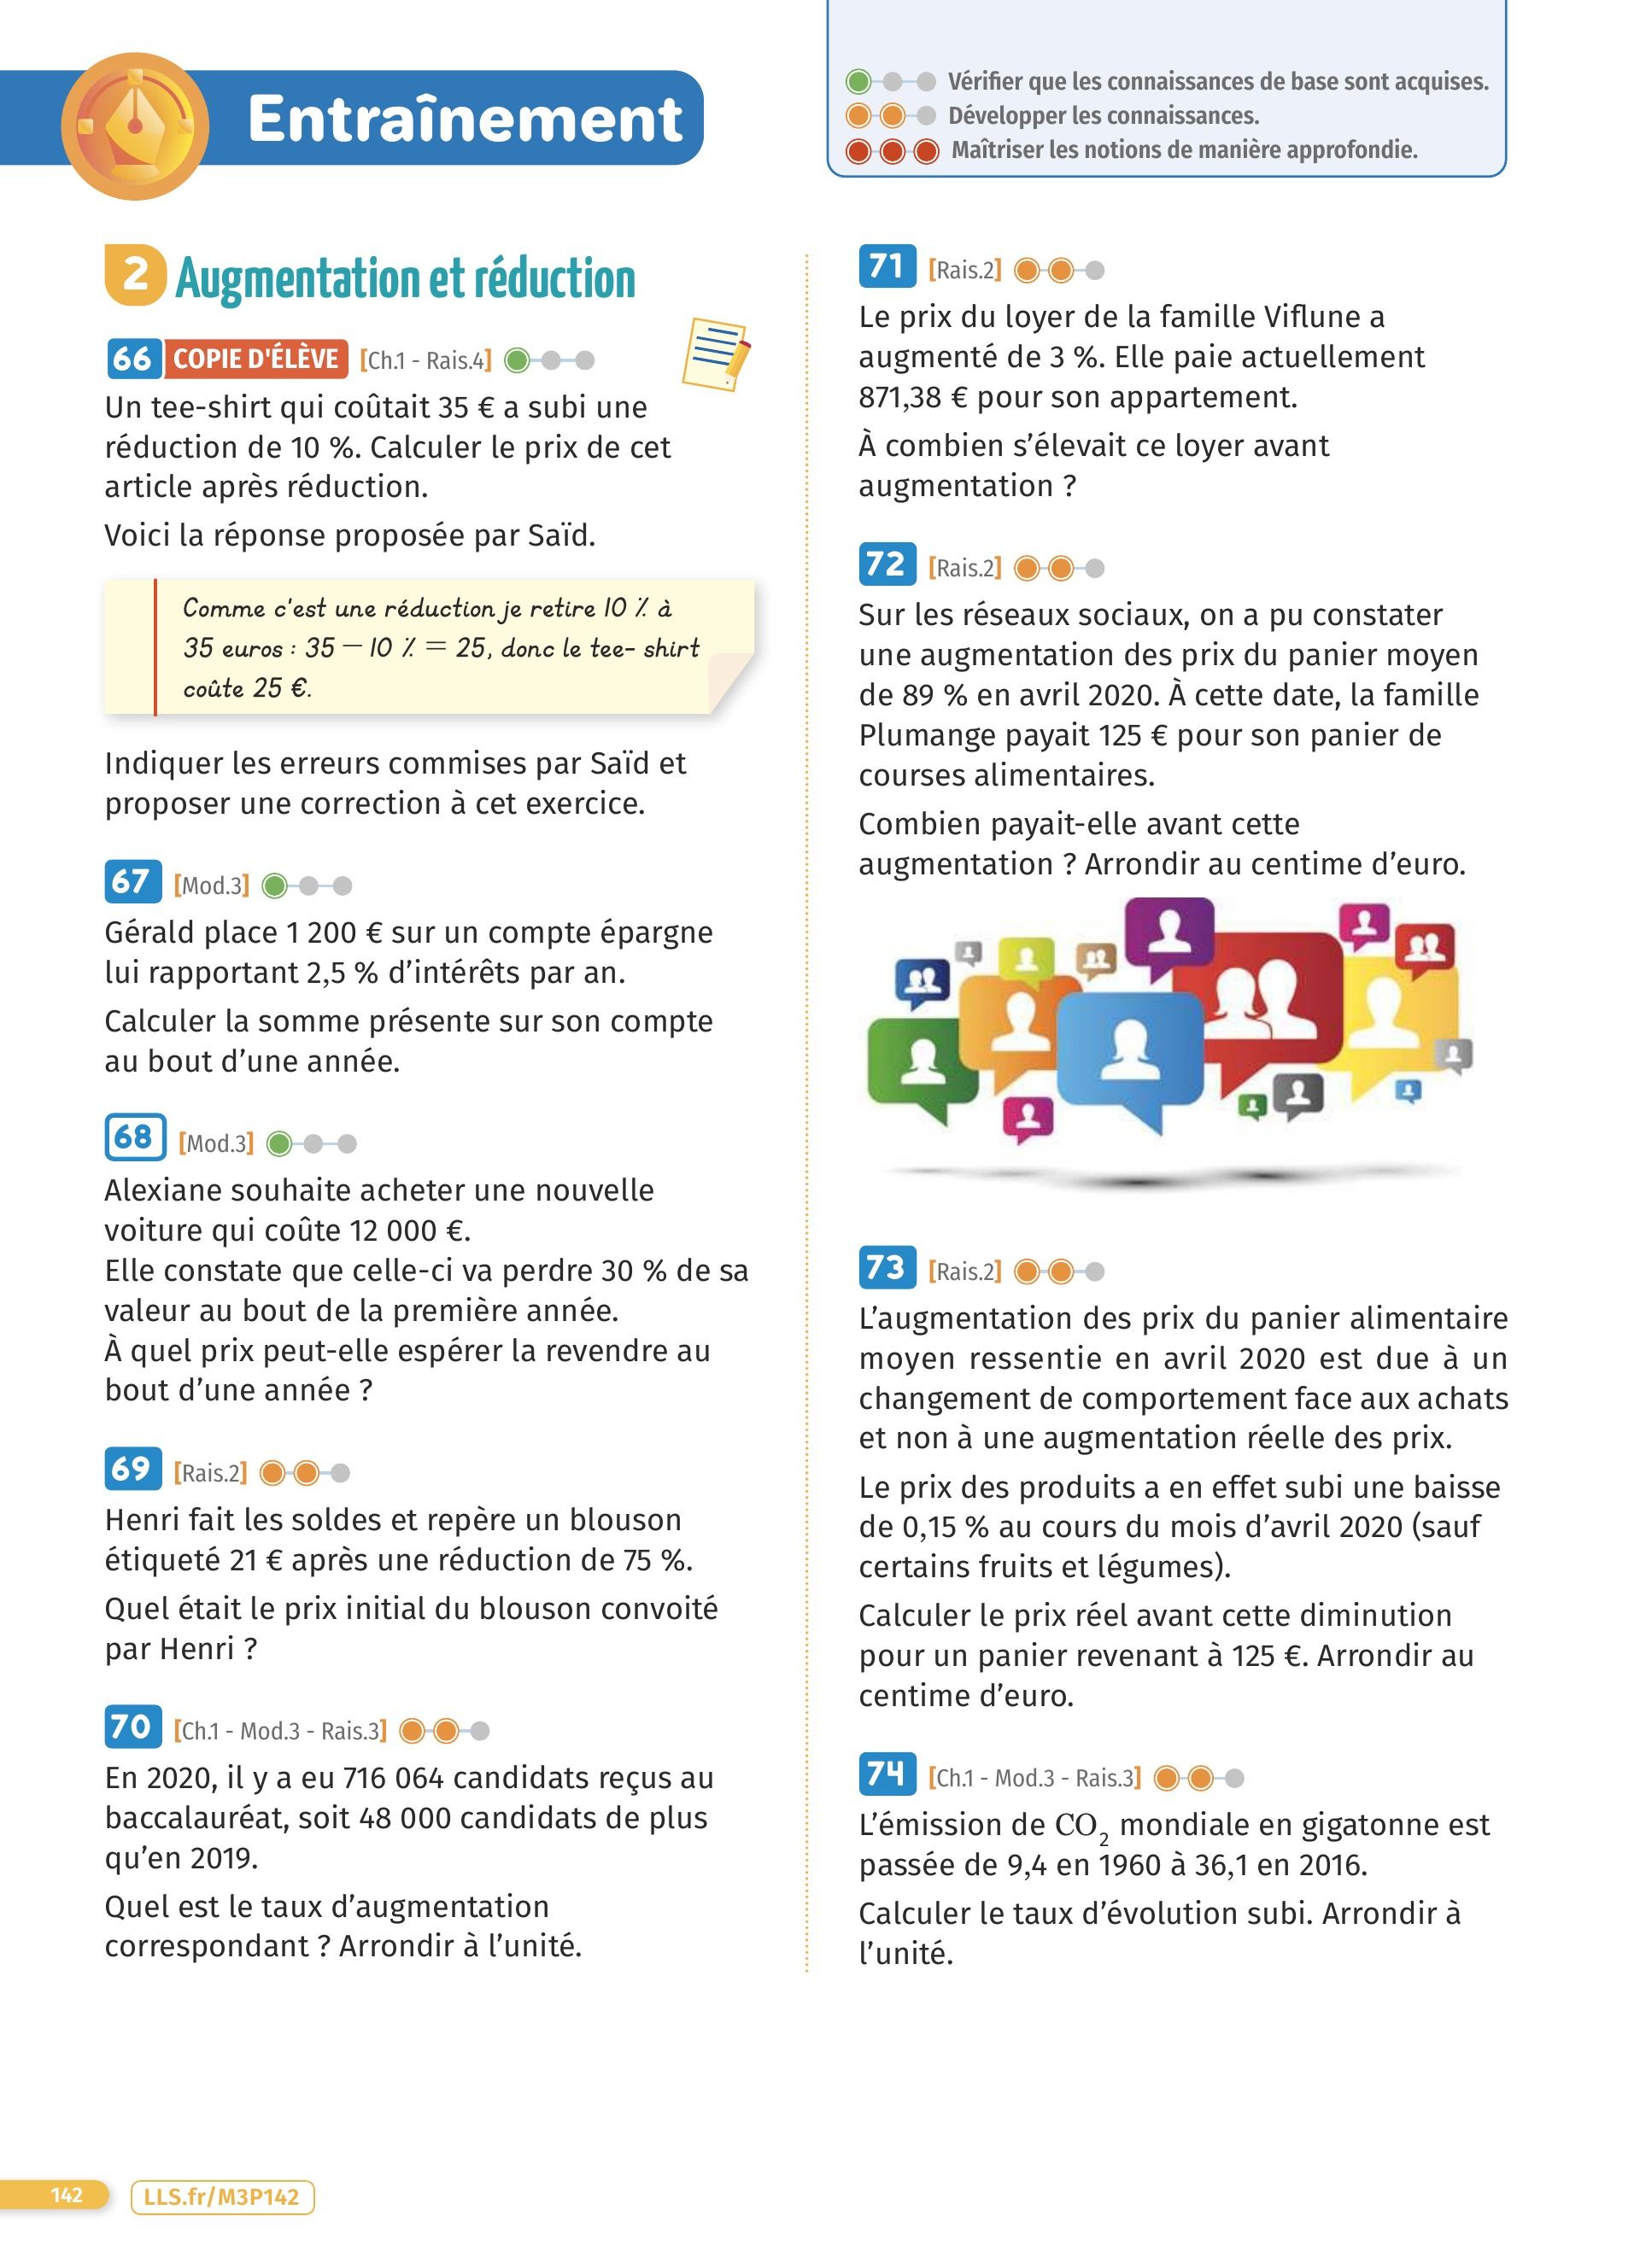 Entraînement
Vérifier que les connaissances de base sont acquises.
Développer les connaissances.
Maîtriser les notions de manière approfondie.
2 Augmentation et réduction
66 COPIE D'ÉLÈVE [Ch.1 - Rais.4]
Un tee-shirt qui coûtait 35 € a subi une
réduction de 10 %. Calculer le prix de cet
article après réduction.
Voici la réponse proposée par Saïd.
Comme c'est une réduction je retire 10 % à
35 euros : 35 – 10 % = 25, donc le tee- shirt
coûte 25 €.
Indiquer les erreurs commises par Saïd et
proposer une correction à cet exercice.
67 [Mod.3]
Gérald place 1 200 € sur un compte épargne
lui rapportant 2,5 % d’intérêts par an.
Calculer la somme présente sur son compte
au bout d’une année.
68 [Mod.3]
Alexiane souhaite acheter une nouvelle
voiture qui coûte 12 000 €.
Elle constate que celle-ci va perdre 30 % de sa
valeur au bout de la première année.
À quel prix peut-elle espérer la revendre au
bout d’une année ?
69 [Rais.2]
Henri fait les soldes et repère un blouson
étiqueté 21 € après une réduction de 75 %.
Quel était le prix initial du blouson convoité
par Henri ?
70 [Ch.1 - Mod.3 - Rais.3]
En 2020, il y a eu 716 064 candidats reçus au
baccalauréat, soit 48 000 candidats de plus
qu’en 2019.
Quel est le taux d’augmentation
correspondant ? Arrondir à l’unité.
71 [Rais.2]
Le prix du loyer de la famille Viflune a
augmenté de 3 %. Elle paie actuellement
871,38 € pour son appartement.
À combien s’élevait ce loyer avant
augmentation ?
72 [Rais.2]
Sur les réseaux sociaux, on a pu constater
une augmentation des prix du panier moyen
de 89 % en avril 2020. À cette date, la famille
Plumange payait 125 € pour son panier de
courses alimentaires.
Combien payait-elle avant cette
augmentation ? Arrondir au centime d’euro.
73 [Rais.2]
L’augmentation des prix du panier alimentaire
moyen ressentie en avril 2020 est due à un
changement de comportement face aux achats
et non à une augmentation réelle des prix.
Le prix des produits a en effet subi une baisse
de 0,15 % au cours du mois d’avril 2020 (sauf
certains fruits et légumes).
Calculer le prix réel avant cette diminution
pour un panier revenant à 125 €. Arrondir au
centime d’euro.
74 [Ch.1 - Mod.3 - Rais.3]
L’émission de CO₂ mondiale en gigatonne est
passée de 9,4 en 1960 à 36,1 en 2016.
Calculer le taux d’évolution subi. Arrondir à
l’unité.
142 LLS.fr/M3P142